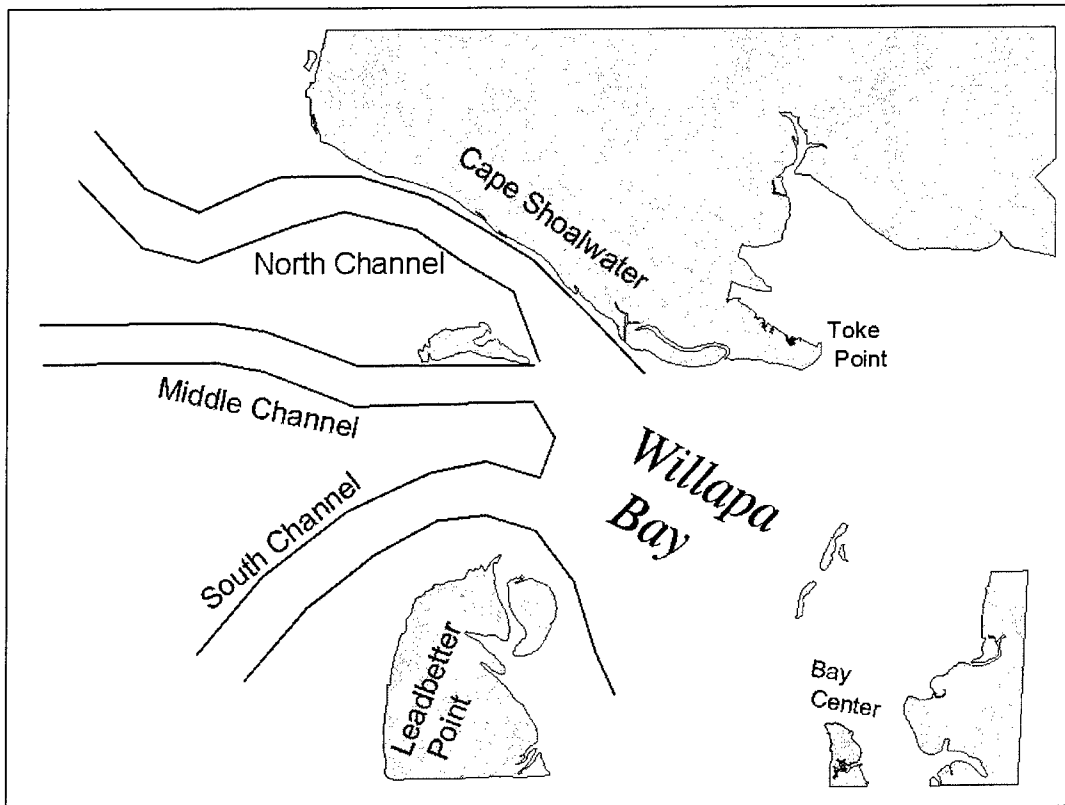 Cape Shoalwater
North Channel
Toke
Point
Middle Channel
Willapa
Bay
South Channel
Leadbetter
Point
Bay
Center